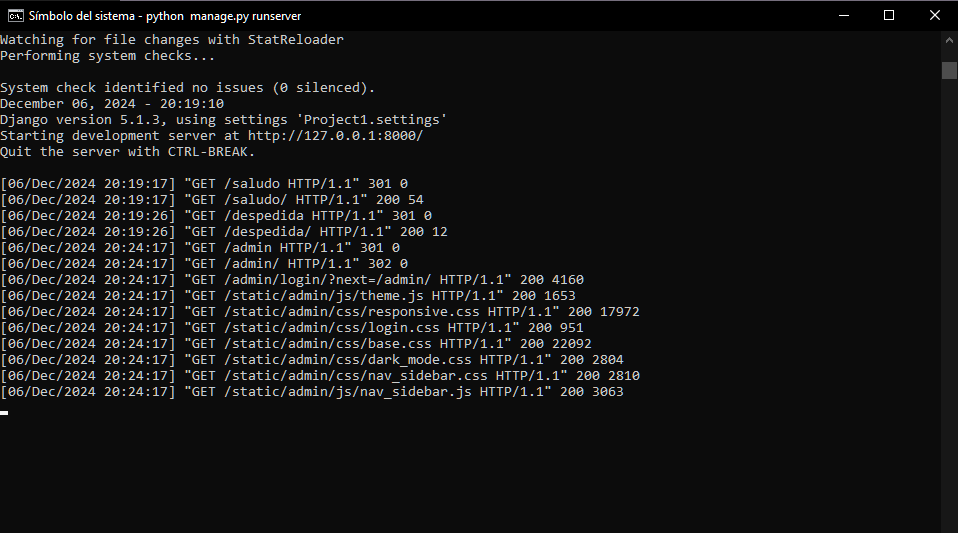 Símbolo del sistema - python  manage.py runserver
Watching for file changes with StatReloader
Performing system checks...
System check identified no issues (0 silenced).
December 06, 2024 - 20:19:10
Django version 5.1.3, using settings 'Project1.settings'
Starting development server at http://127.0.0.1:8000/
Quit the server with CTRL-BREAK.
[06/Dec/2024 20:19:17] "GET /saludo HTTP/1.1" 301 0
[06/Dec/2024 20:19:17] "GET /saludo/ HTTP/1.1" 200 54
[06/Dec/2024 20:19:26] "GET /despedida HTTP/1.1" 301 0
[06/Dec/2024 20:19:26] "GET /despedida/ HTTP/1.1" 200 12
[06/Dec/2024 20:24:17] "GET /admin HTTP/1.1" 301 0
[06/Dec/2024 20:24:17] "GET /admin/ HTTP/1.1" 302 0
[06/Dec/2024 20:24:17] "GET /admin/login/?next=/admin/ HTTP/1.1" 200 4160
[06/Dec/2024 20:24:17] "GET /static/admin/js/theme.js HTTP/1.1" 200 1653
[06/Dec/2024 20:24:17] "GET /static/admin/css/responsive.css HTTP/1.1" 200 17972
[06/Dec/2024 20:24:17] "GET /static/admin/css/login.css HTTP/1.1" 200 951
[06/Dec/2024 20:24:17] "GET /static/admin/css/base.css HTTP/1.1" 200 22092
[06/Dec/2024 20:24:17] "GET /static/admin/css/dark_mode.css HTTP/1.1" 200 2804
[06/Dec/2024 20:24:17] "GET /static/admin/css/nav_sidebar.css HTTP/1.1" 200 2810
[06/Dec/2024 20:24:17] "GET /static/admin/js/nav_sidebar.js HTTP/1.1" 200 3063